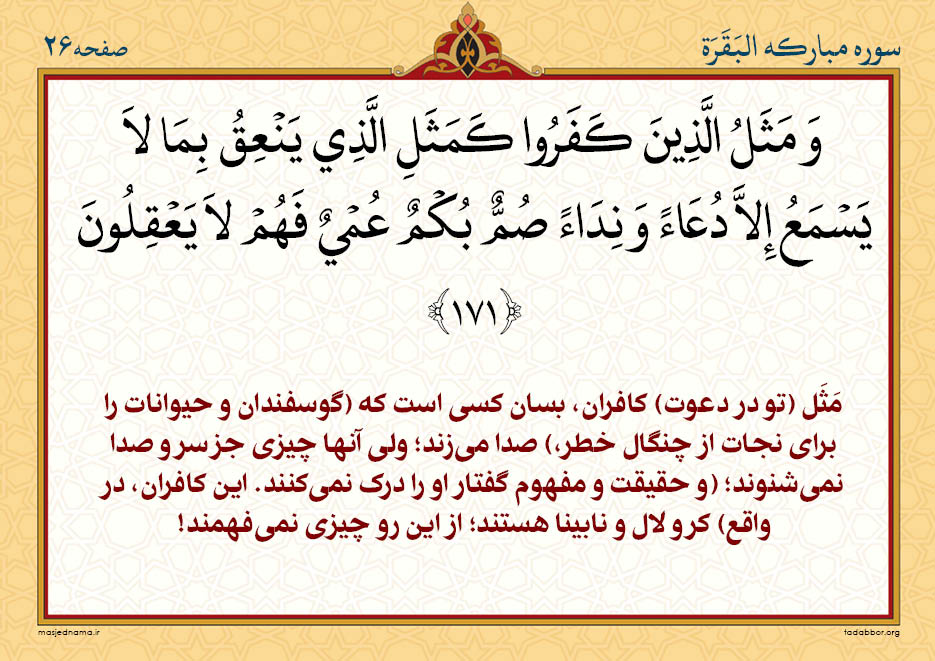 سوره مبارکه البَقَرَة
صفحه۲۶
وَ مَثَلُ الَّذِينَ كَفَرُوا كَمَثَلِ الَّذِي يَنْعِقُ بِمَا لاَ
يَسْمَعُ إِلاَّ دُعَاءً وَ نِدَاءً صُمٌّ بُكْمٌ عُمْيٌ فَهُمْ لاَ يَعْقِلُونَ
﴿۱۷۱﴾
مَثَل (تو در دعوت) کافران، بسان کسی است که (گوسفندان و حیوانات را
برای نجات از چنگال خطر،) صدا می‌زند؛ ولی آنها چیزی جز سر و صدا
نمی‌شنوند؛ (و حقیقت و مفهوم گفتار او را درک نمی‌کنند. این کافران، در
واقع) کر و لال و نابینا هستند؛ از این رو چیزی نمی‌فهمند!
masjednama.ir
tadabbor.org